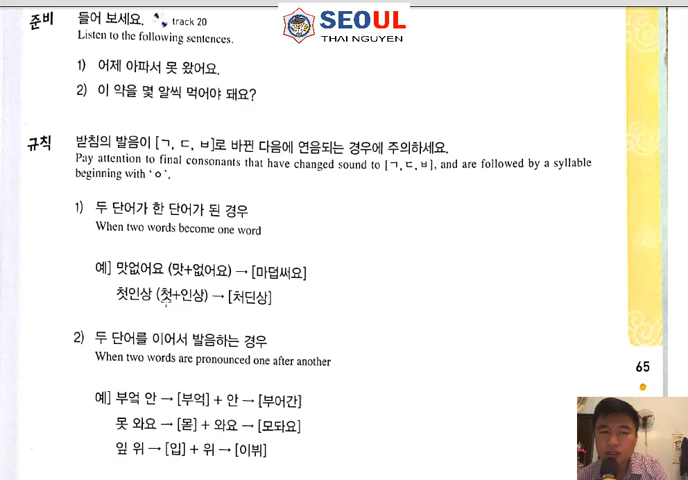 SEOUL
THAI NGUYEN
준비 들어 보세요. track 20
Listen to the following sentences.
1) 어제 아파서 못 왔어요.
2) 이 약을 몇 알씩 먹어야 돼요?
규칙 받침의 발음이 [ㄱ, ㄷ, ㅂ]로 바뀐 다음에 연음되는 경우에 주의하세요.
Pay attention to final consonants that have changed sound to [ㄱ, ㄷ, ㅂ], and are followed by a syllable
beginning with ‘ㅇ’.
1) 두 단어가 한 단어가 된 경우
When two words become one word
예] 맛없어요 (맛+없어요) → [마덥써요]
첫인상 (첫+인상) → [처딘상]
2) 두 단어를 이어서 발음하는 경우
When two words are pronounced one after another
예] 부엌 안 → [부억] + 안 → [부어간]
못 와요 → [몯] + 와요 → [모돠요]
잎 위 → [입] + 위 → [이뷔]
65